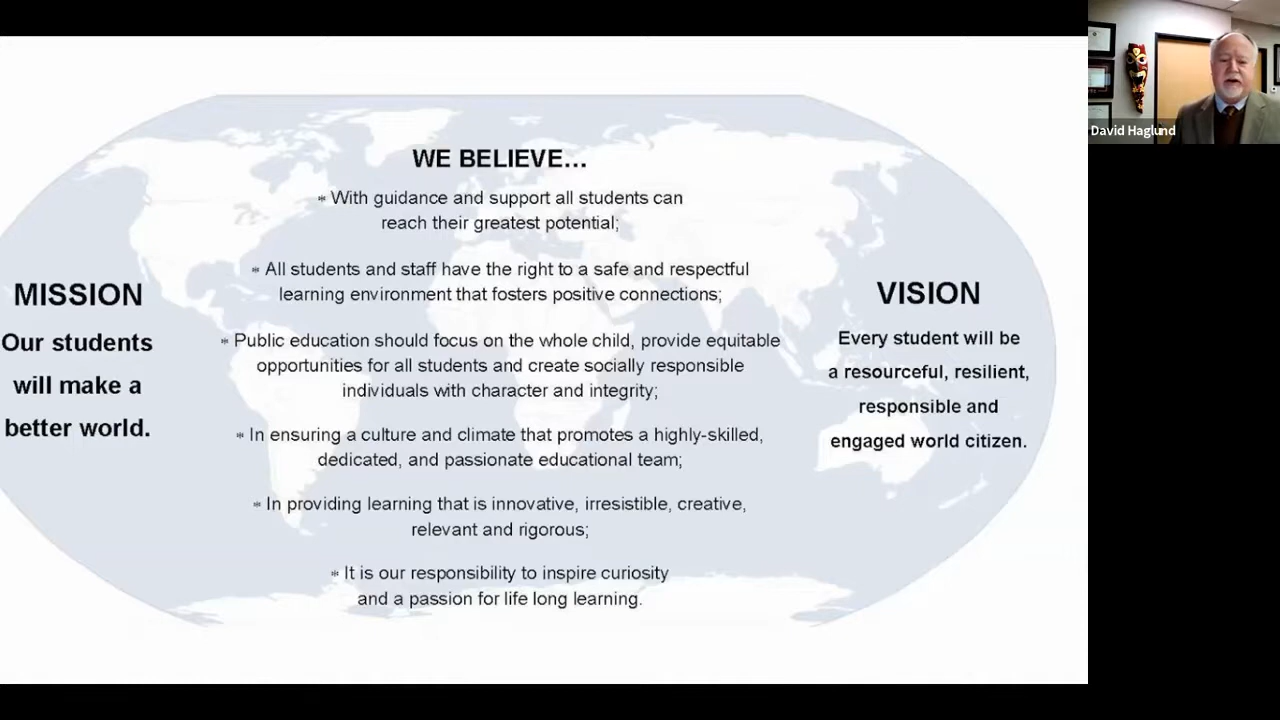 WE BELIEVE...
* With guidance and support all students can
reach their greatest potential;
* All students and staff have the right to a safe and respectful
learning environment that fosters positive connections;
* Public education should focus on the whole child, provide equitable
opportunities for all students and create socially responsible
individuals with character and integrity;
* In ensuring a culture and climate that promotes a highly-skilled,
dedicated, and passionate educational team;
* In providing learning that is innovative, irresistible, creative,
relevant and rigorous;
* It is our responsibility to inspire curiosity
and a passion for life long learning.
MISSION
Our students
will make a
better world.
VISION
Every student will be
a resourceful, resilient,
responsible and
engaged world citizen.
David Haglund